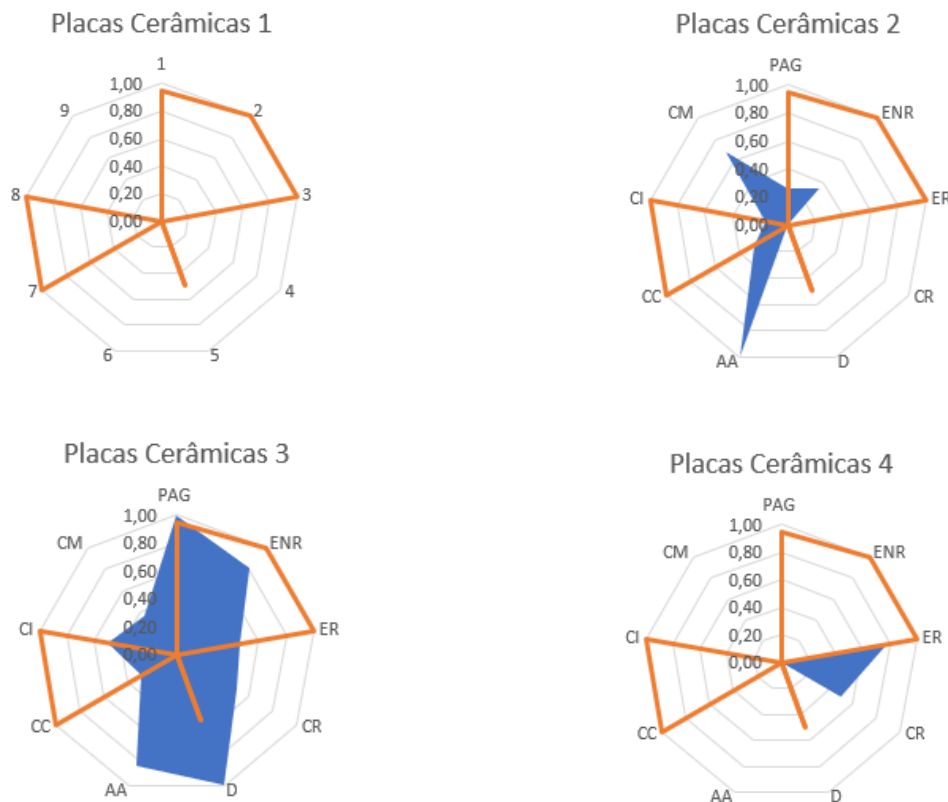 Placas Cerâmicas 1
1
1,00
0,80
0,60
0,40
0,20
0,00
2
3
4
5
6
7
8
9
Placas Cerâmicas 2
PAG
1,00
0,80
0,60
0,40
0,20
0,00
ENR
ER
CR
D
AA
CC
CI
CM
Placas Cerâmicas 3
PAG
1,00
0,80
0,60
0,40
0,20
0,00
ENR
ER
CR
D
AA
CC
CI
CM
Placas Cerâmicas 4
PAG
1,00
0,80
0,60
0,40
0,20
0,00
ENR
ER
CR
D
AA
CC
CI
CM